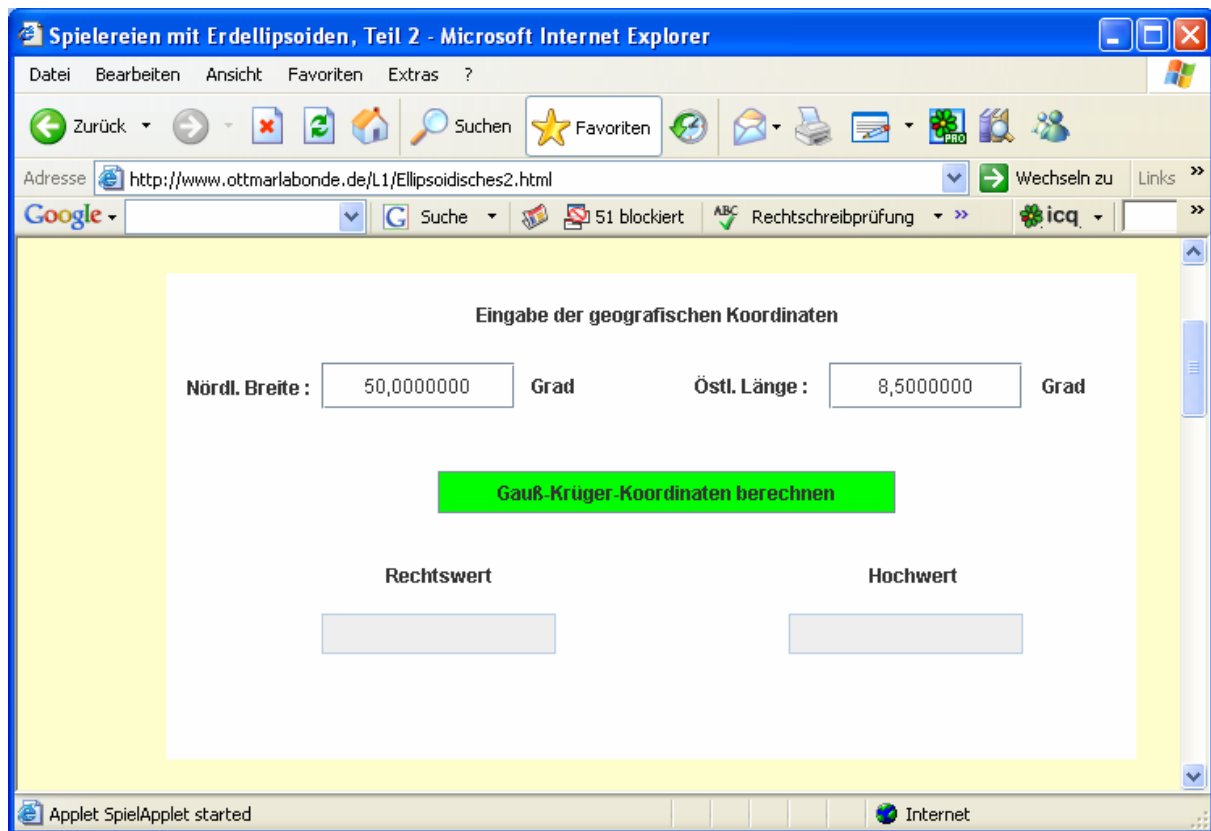 Spielereien mit Erdellipsoiden, Teil 2 - Microsoft Internet Explorer
Datei Bearbeiten Ansicht Favoriten Extras ?
Zurück Suchen Favoriten PRO
Adresse http://www.ottmarlabonde.de/L1/Ellipsoidisches2.html Wechseln zu Links »
Google G Suche 51 blockiert ABC Rechtschreibprüfung » icq »
Eingabe der geografischen Koordinaten
Nördl. Breite : 50,0000000 Grad Östl. Länge : 8,5000000 Grad
Gauß-Krüger-Koordinaten berechnen
Rechtswert Hochwert
Applet SpielApplet started Internet